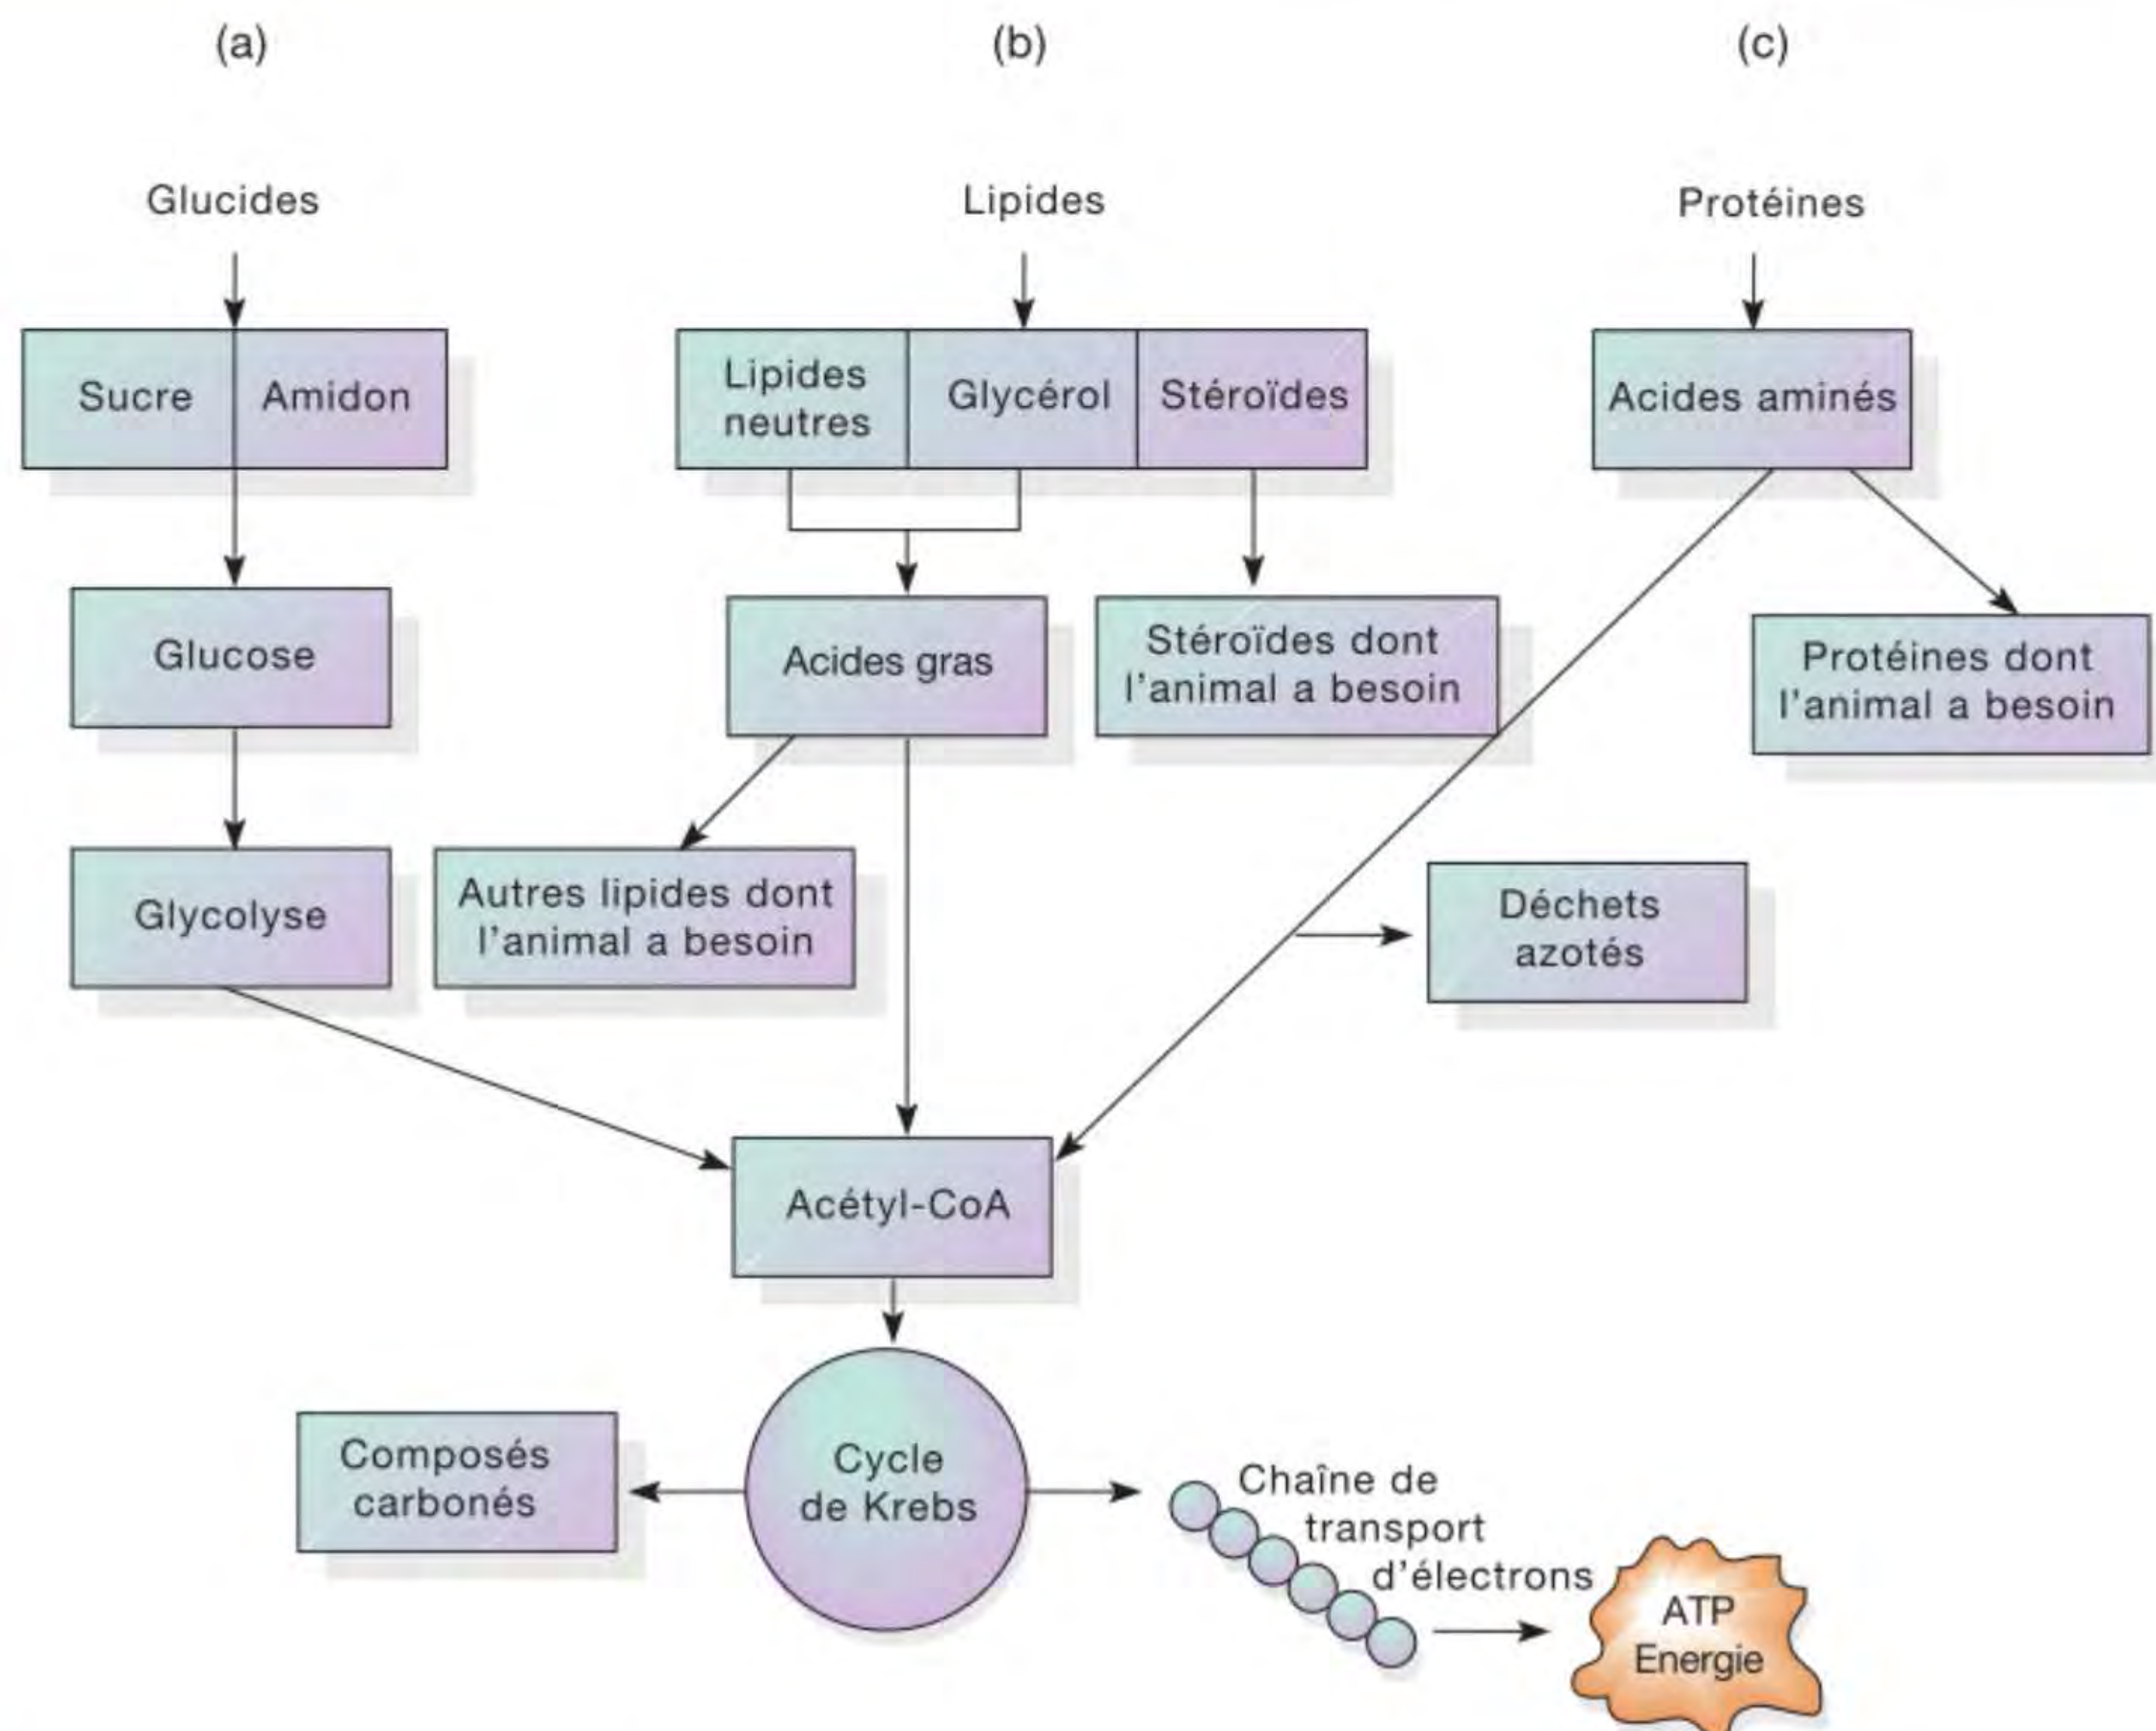 (a)
(b)
(c)
Glucides
Lipides
Protéines
Sucre
Amidon
Lipides
neutres
Glycérol
Stéroïdes
Acides aminés
Glucose
Acides gras
Stéroïdes dont
l'animal a besoin
Protéines dont
l'animal a besoin
Glycolyse
Autres lipides dont
l'animal a besoin
Déchets
azotés
Acétyl-CoA
Composés
carbonés
Cycle
de Krebs
Chaîne de
transport
d'électrons
ATP
Energie